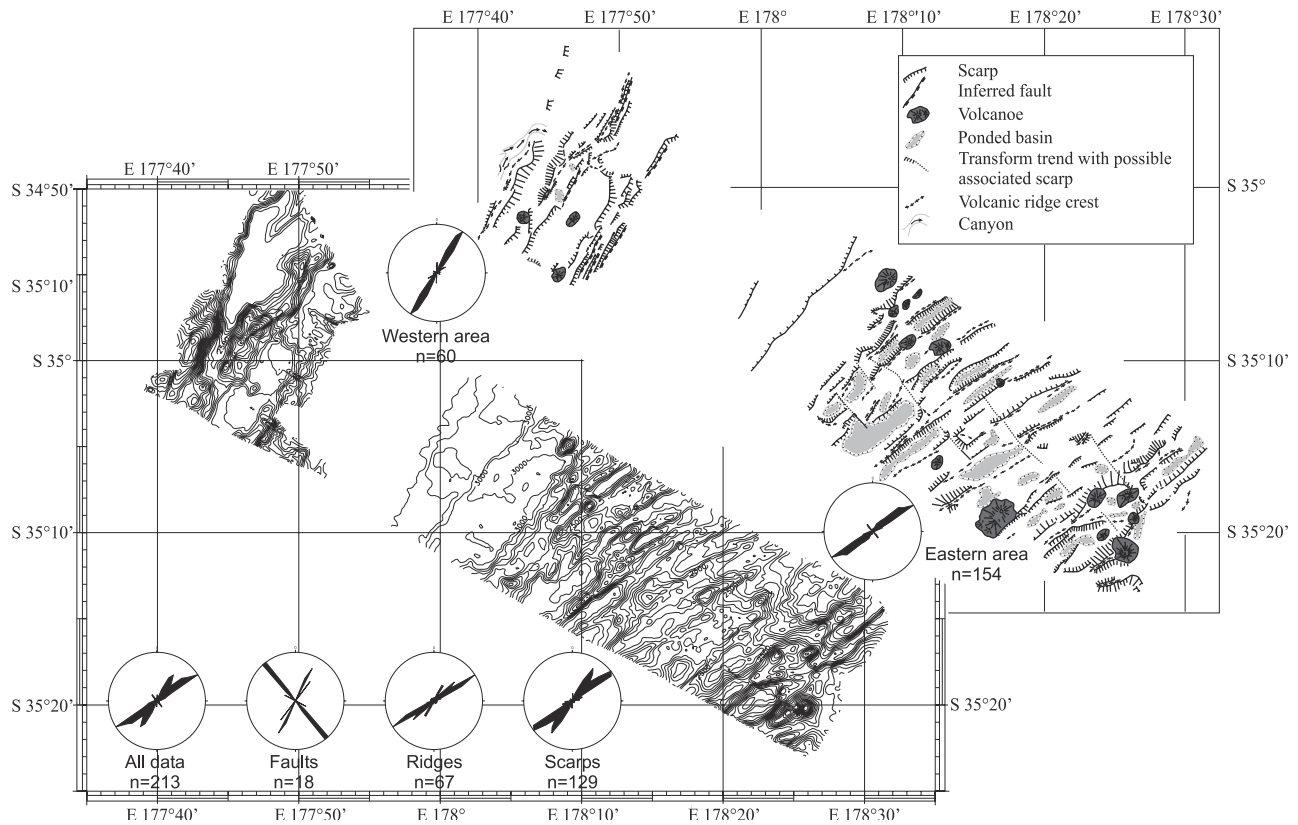 E 177°40’ E 177°50’ E 178° E 178°10’ E 178°20’ E 178°30’
Scarp
Inferred fault
Volcanoe
Ponded basin
Transform trend with possible
associated scarp
Volcanic ridge crest
Canyon
E 177°40’ E 177°50’
S 34°50’
S 35°
S 35°10’
Western area
n=60
S 35°
S 35°10’
3000
3000
S 35°10’
S 35°20’
Eastern area
n=154
S 35°20’
S 35°20’
All data
n=213
Faults
n=18
Ridges
n=67
Scarps
n=129
E 177°40’ E 177°50’ E 178° E 178°10’ E 178°20’ E 178°30’